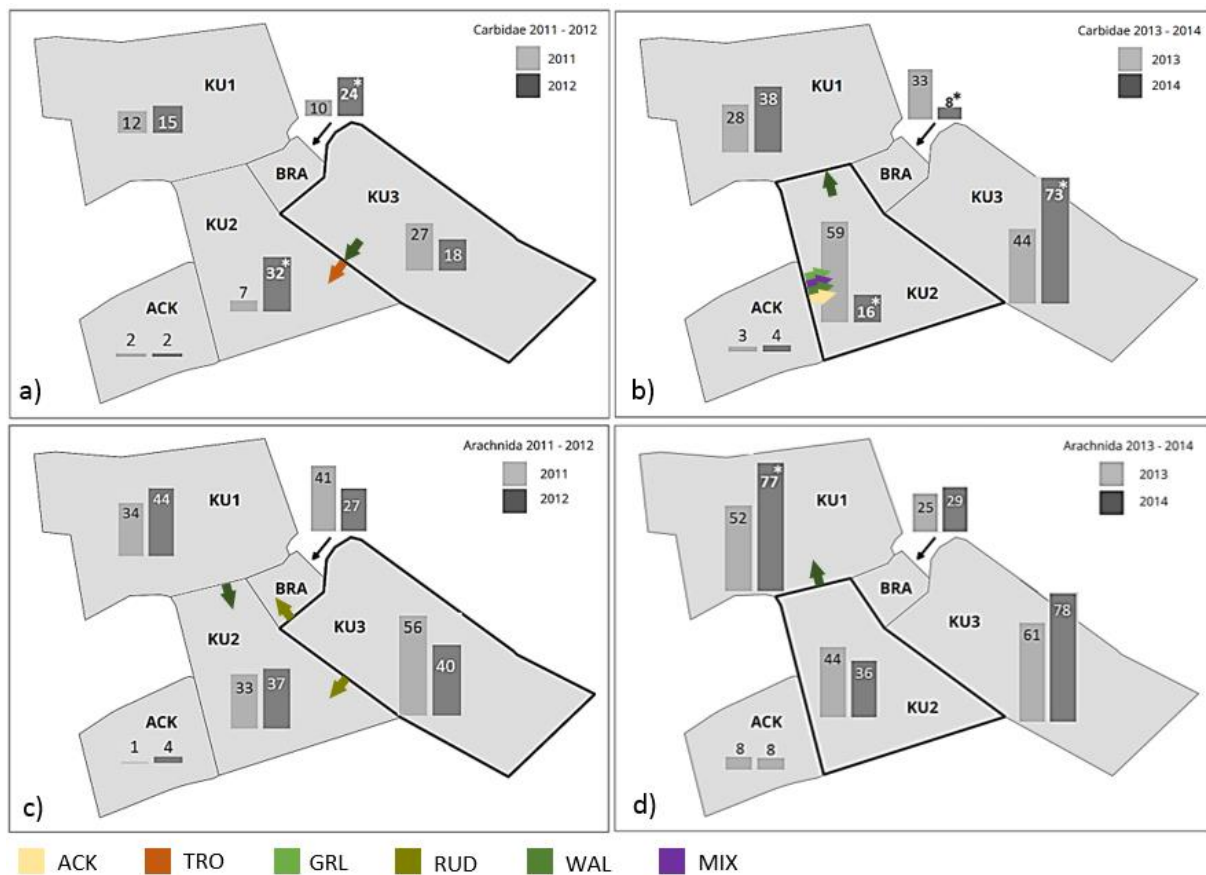 Carbidae 2011 - 2012
2011
2012
KU1
12 15
10 24*
BRA
KU3
27 18
KU2
7 32*
ACK
2 2
a)
Carbidae 2013 - 2014
2013
2014
KU1
28 38
33 8*
BRA
KU3
44 73*
59 16*
KU2
ACK
3 4
b)
Arachnida 2011 - 2012
2011
2012
KU1
34 44
41 27
BRA
KU3
56 40
KU2
33 37
ACK
1 4
c)
Arachnida 2013 - 2014
2013
2014
KU1
52 77*
25 29
BRA
KU3
61 78
44 36
KU2
ACK
8 8
d)
ACK TRO GRL RUD WAL MIX